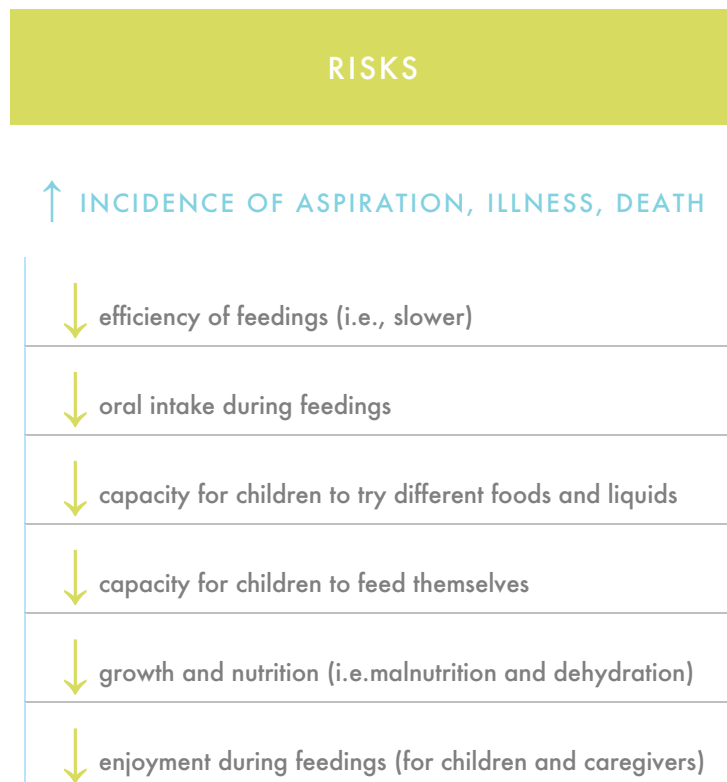 RISKS
↑ INCIDENCE OF ASPIRATION, ILLNESS, DEATH
↓ efficiency of feedings (i.e., slower)
↓ oral intake during feedings
↓ capacity for children to try different foods and liquids
↓ capacity for children to feed themselves
↓ growth and nutrition (i.e.malnutrition and dehydration)
↓ enjoyment during feedings (for children and caregivers)